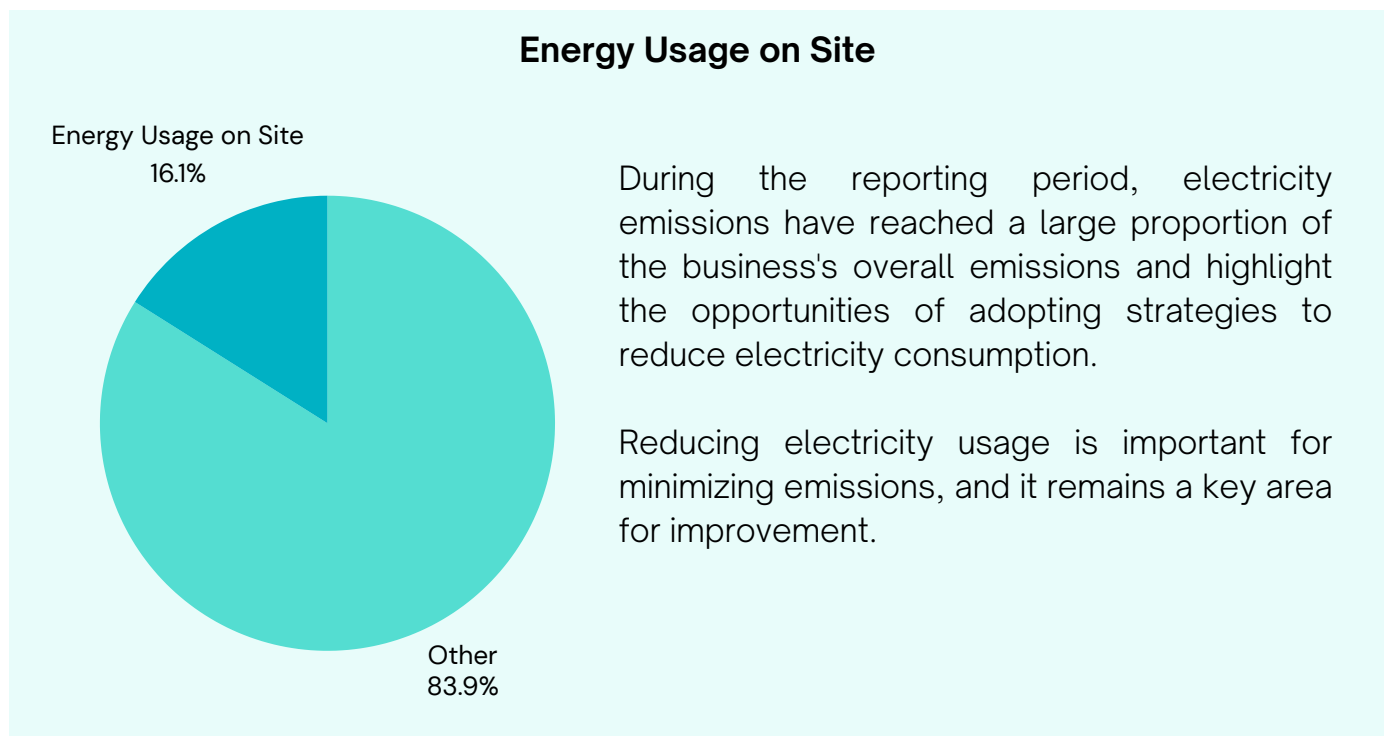 Energy Usage on Site
Energy Usage on Site
16.1%
During the reporting period, electricity
emissions have reached a large proportion of
the business's overall emissions and highlight
the opportunities of adopting strategies to
reduce electricity consumption.
Reducing electricity usage is important for
minimizing emissions, and it remains a key area
for improvement.
Other
83.9%